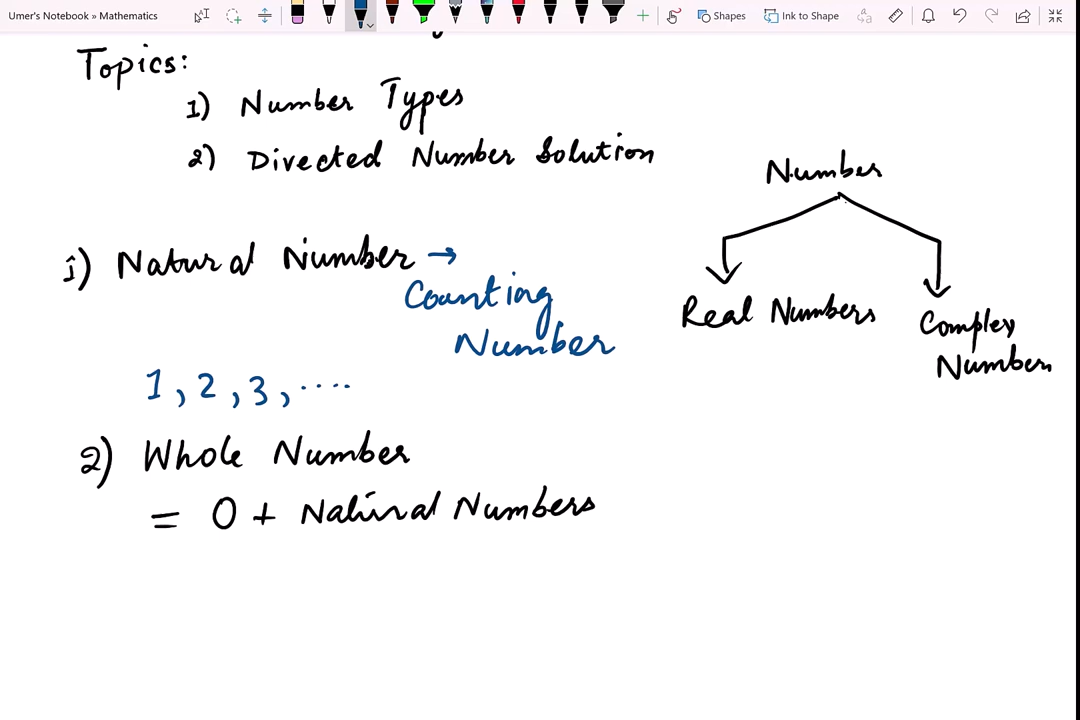 Umer's Notebook » Mathematics
Shapes
Ink to Shape
Topics:
1) Number Types
2) Directed Number Solution
Number
Real Numbers
Complex
Number
1) Natural Number →
Counting
Number
1, 2, 3, ....
2) Whole Number
= 0 + Natural Numbers